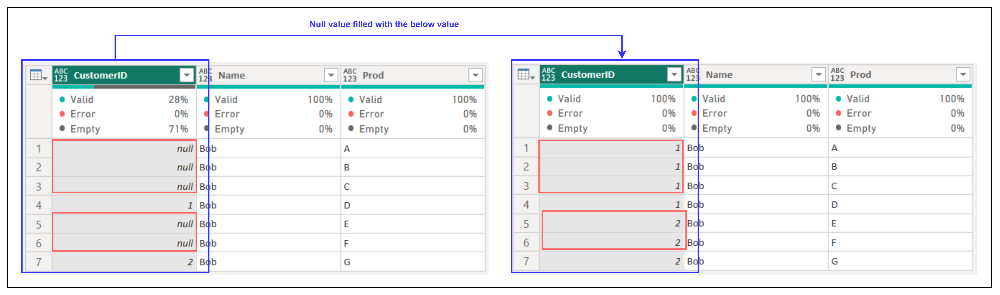 Null value filled with the below value
ABC 123 CustomerID ABC 123 Name ABC 123 Prod
Valid 28% Valid 100% Valid 100%
Error 0% Error 0% Error 0%
Empty 71% Empty 0% Empty 0%
1 null Bob A
2 null Bob B
3 null Bob C
4 1 Bob D
5 null Bob E
6 null Bob F
7 2 Bob G
ABC 123 CustomerID ABC 123 Name ABC 123 Prod
Valid 100% Valid 100% Valid 100%
Error 0% Error 0% Error 0%
Empty 0% Empty 0% Empty 0%
1 1 Bob A
2 1 Bob B
3 1 Bob C
4 1 Bob D
5 2 Bob E
6 2 Bob F
7 2 Bob G